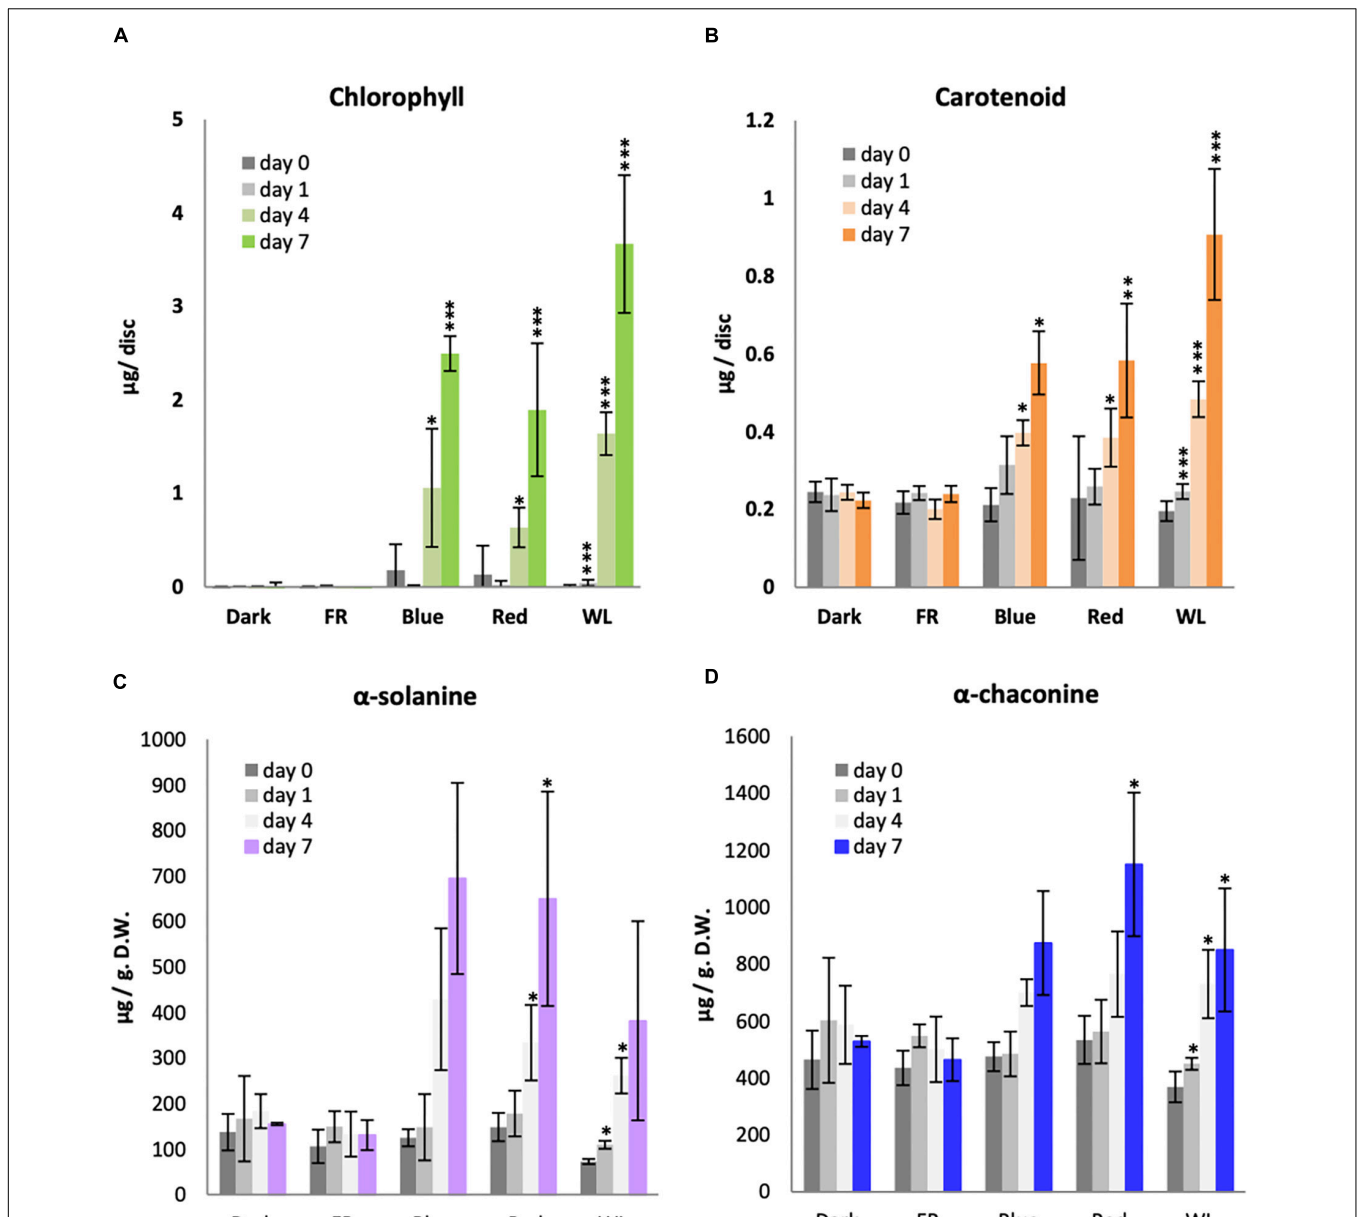 A
Chlorophyll
5
4
3
2
1
0
µg/ disc
day 0
day 1
day 4
day 7
*
***
*
***
***
***
***
Dark FR Blue Red WL
B
Carotenoid
1.2
1
0.8
0.6
0.4
0.2
0
µg / disc
day 0
day 1
day 4
day 7
*
*
*
**
***
***
***
Dark FR Blue Red WL
C
α-solanine
1000
900
800
700
600
500
400
300
200
100
0
µg / g. D.W.
day 0
day 1
day 4
day 7
*
*
*
*
D
α-chaconine
1600
1400
1200
1000
800
600
400
200
0
µg / g. D.W.
day 0
day 1
day 4
day 7
*
*
*
*